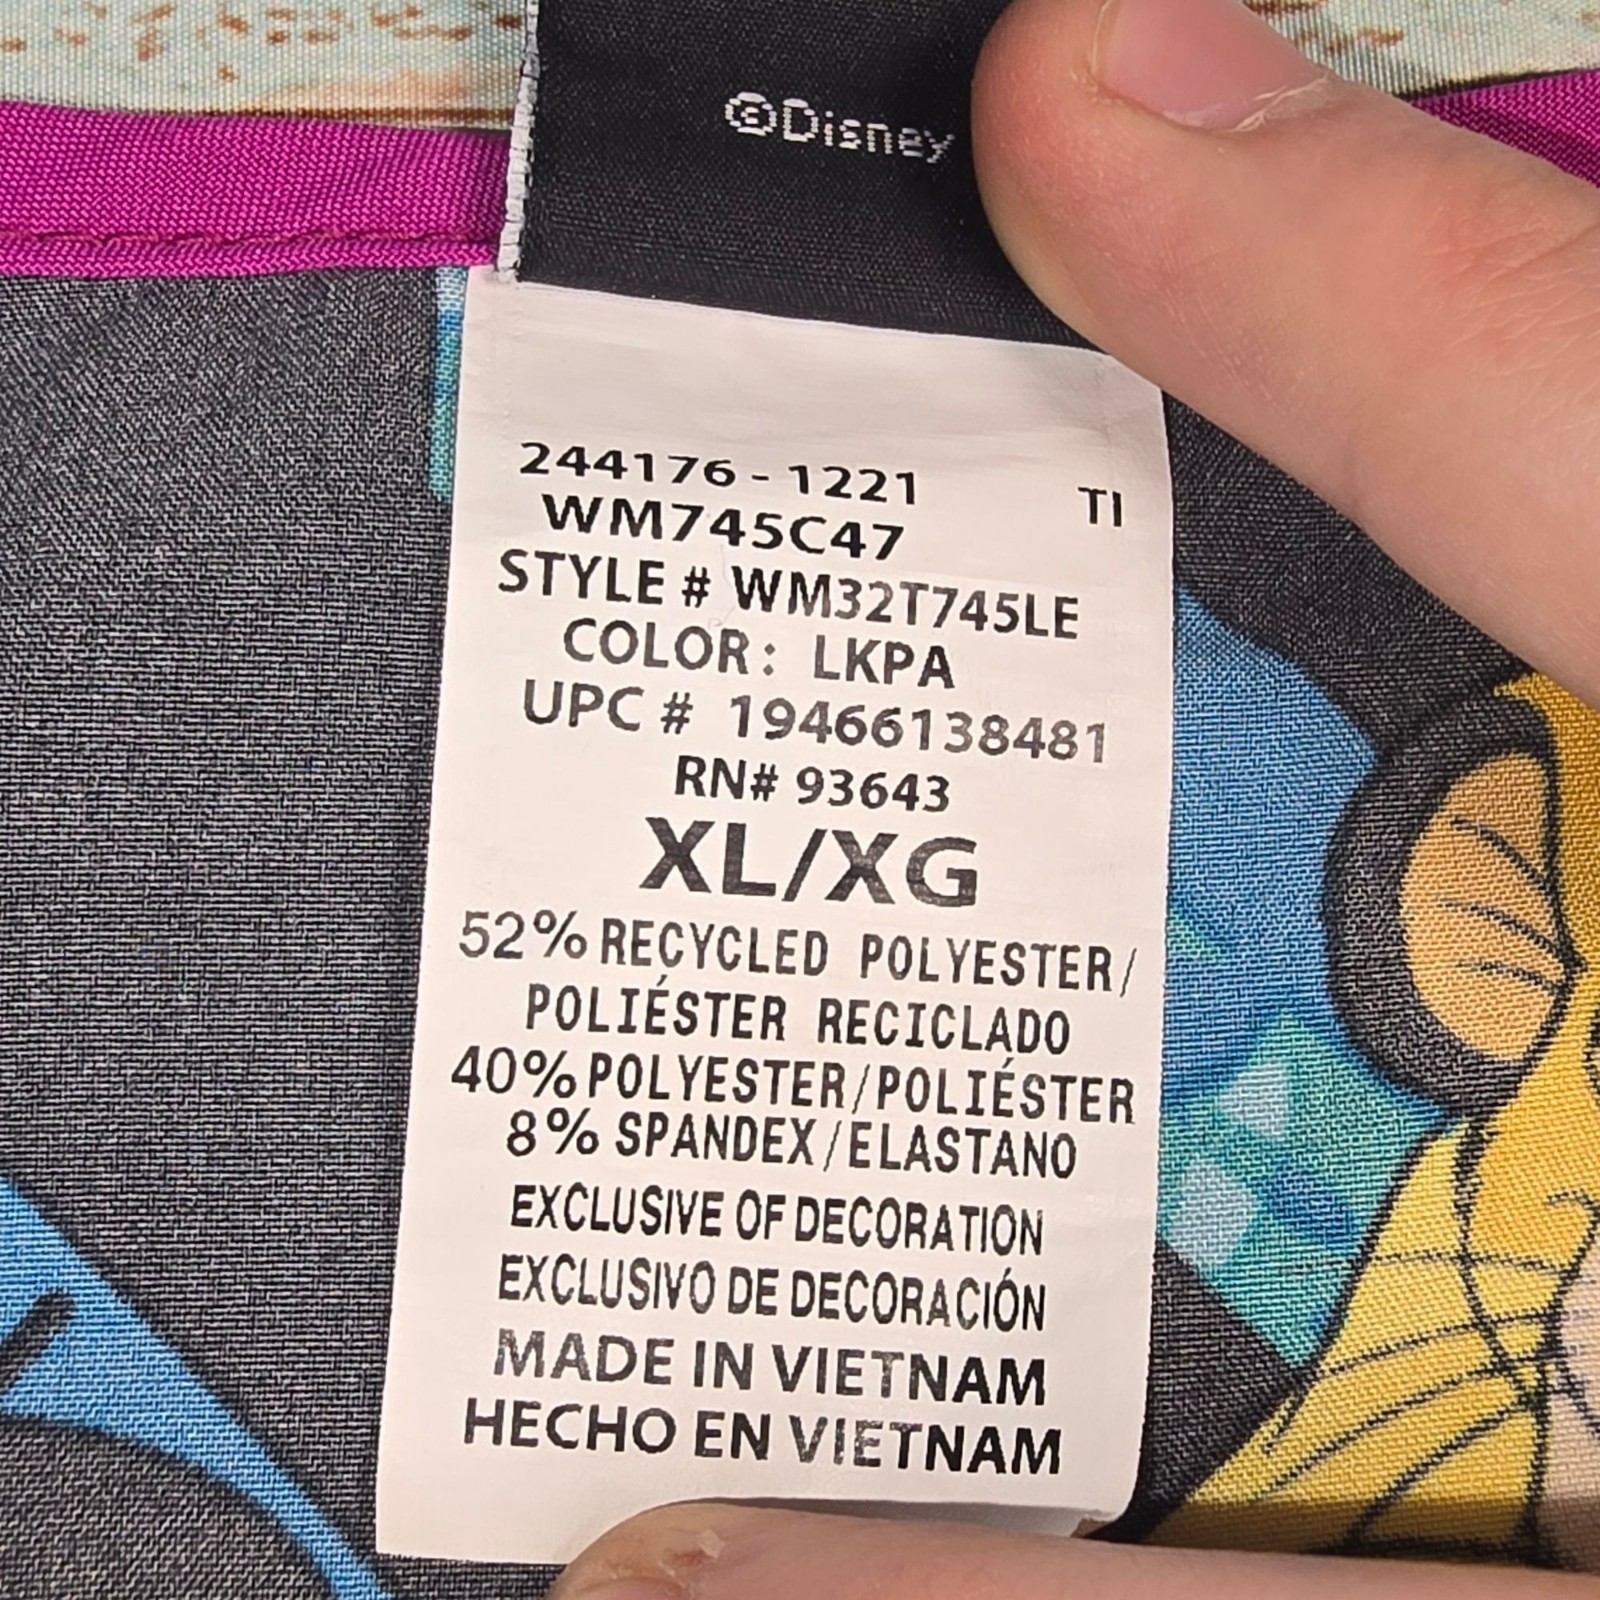 ©Disney
244176 - 1221 TI
WM745C47
STYLE # WM32T745LE
COLOR: LKPA
UPC # 19466138481
RN# 93643
XL/XG
52% RECYCLED POLYESTER/
POLIÉSTER RECICLADO
40% POLYESTER/POLIÉSTER
8% SPANDEX/ELASTANO
EXCLUSIVE OF DECORATION
EXCLUSIVO DE DECORACIÓN
MADE IN VIETNAM
HECHO EN VIETNAM